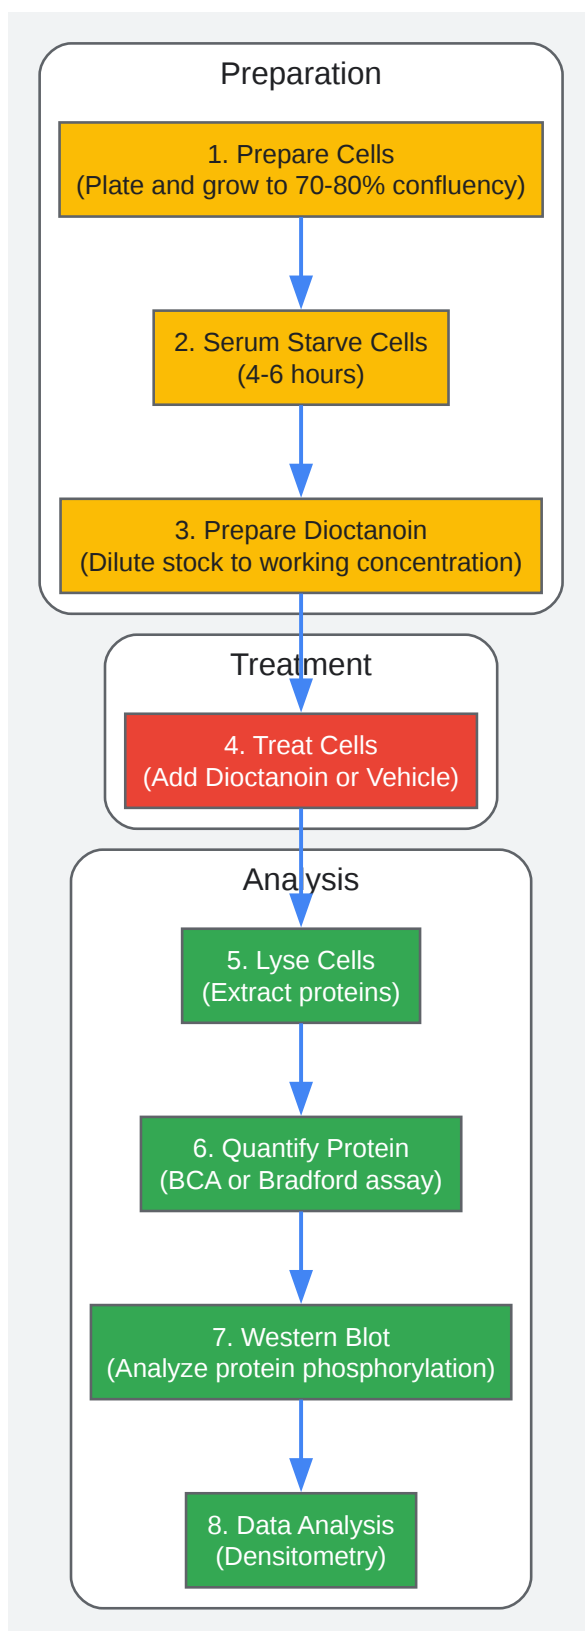 Preparation
1. Prepare Cells
(Plate and grow to 70-80% confluency)
2. Serum Starve Cells
(4-6 hours)
3. Prepare Dioctanoin
(Dilute stock to working concentration)
Treatment
4. Treat Cells
(Add Dioctanoin or Vehicle)
Analysis
5. Lyse Cells
(Extract proteins)
6. Quantify Protein
(BCA or Bradford assay)
7. Western Blot
(Analyze protein phosphorylation)
8. Data Analysis
(Densitometry)